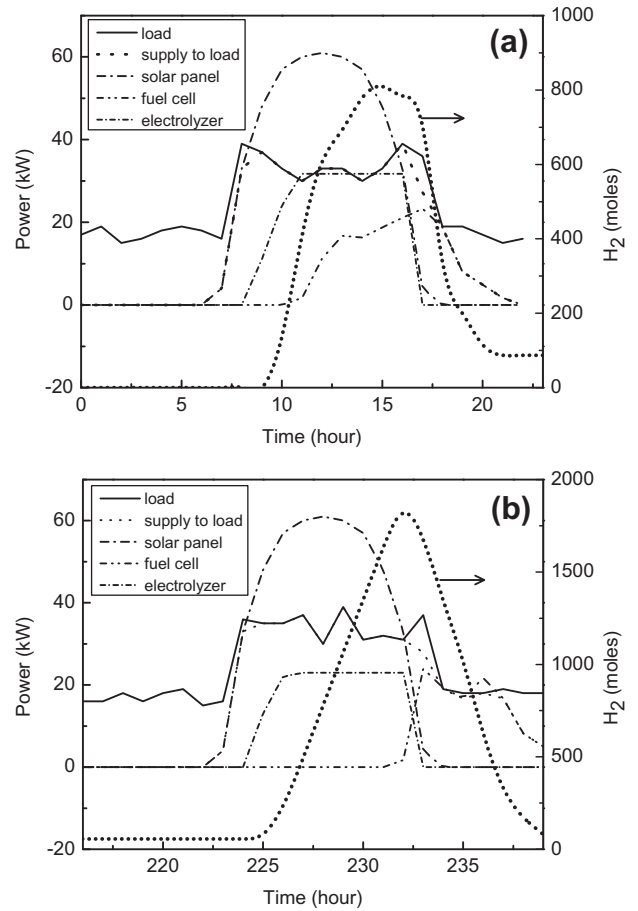 (a)
load
supply to load
solar panel
fuel cell
electrolyzer
60
40
20
0
-20
Power (kW)
1000
800
600
400
200
0
H2 (moles)
0 5 10 15 20
Time (hour)
(b)
load
supply to load
solar panel
fuel cell
electrolyzer
60
40
20
0
-20
Power (kW)
2000
1500
1000
500
0
H2 (moles)
220 225 230 235
Time (hour)